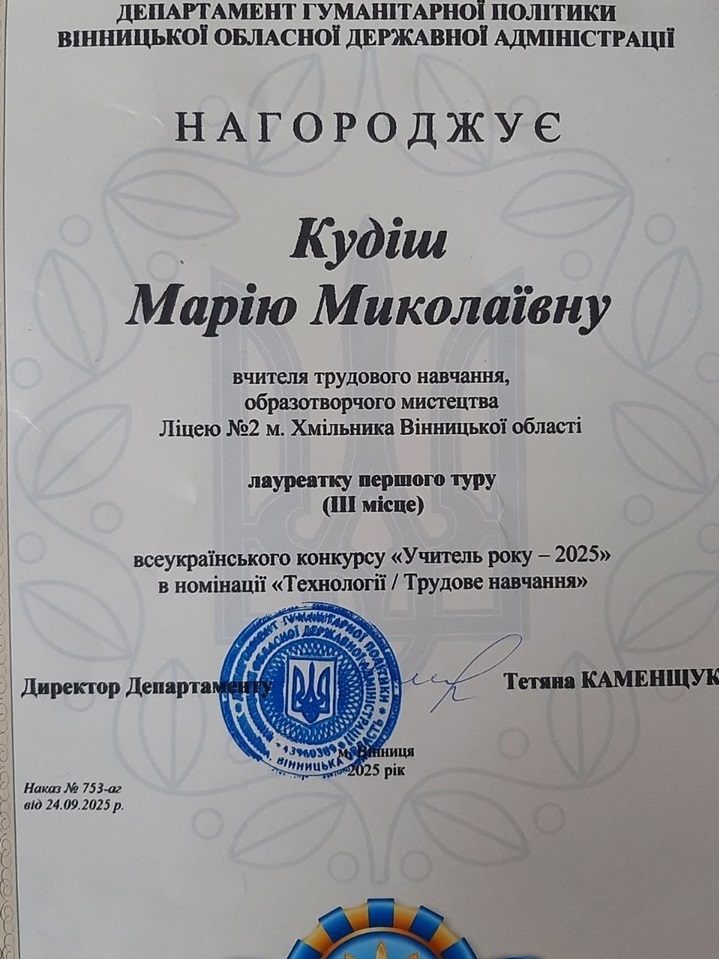 ДЕПАРТАМЕНТ ГУМАНІТАРНОЇ ПОЛІТИКИ
ВІННИЦЬКОЇ ОБЛАСНОЇ ДЕРЖАВНОЇ АДМІНІСТРАЦІЇ
НАГОРОДЖУЄ
Кудіш
Марію Миколаївну
вчителя трудового навчання,
образотворчого мистецтва
Ліцею №2 м. Хмільника Вінницької області
лауреатку першого туру
(ІІІ місце)
всеукраїнського конкурсу «Учитель року – 2025»
в номінації «Технології / Трудове навчання»
Директор Департаменту
Тетяна КАМЕНЩУК
м. Вінниця
2025 рік
Наказ № 753-аг
від 24.09.2025 р.